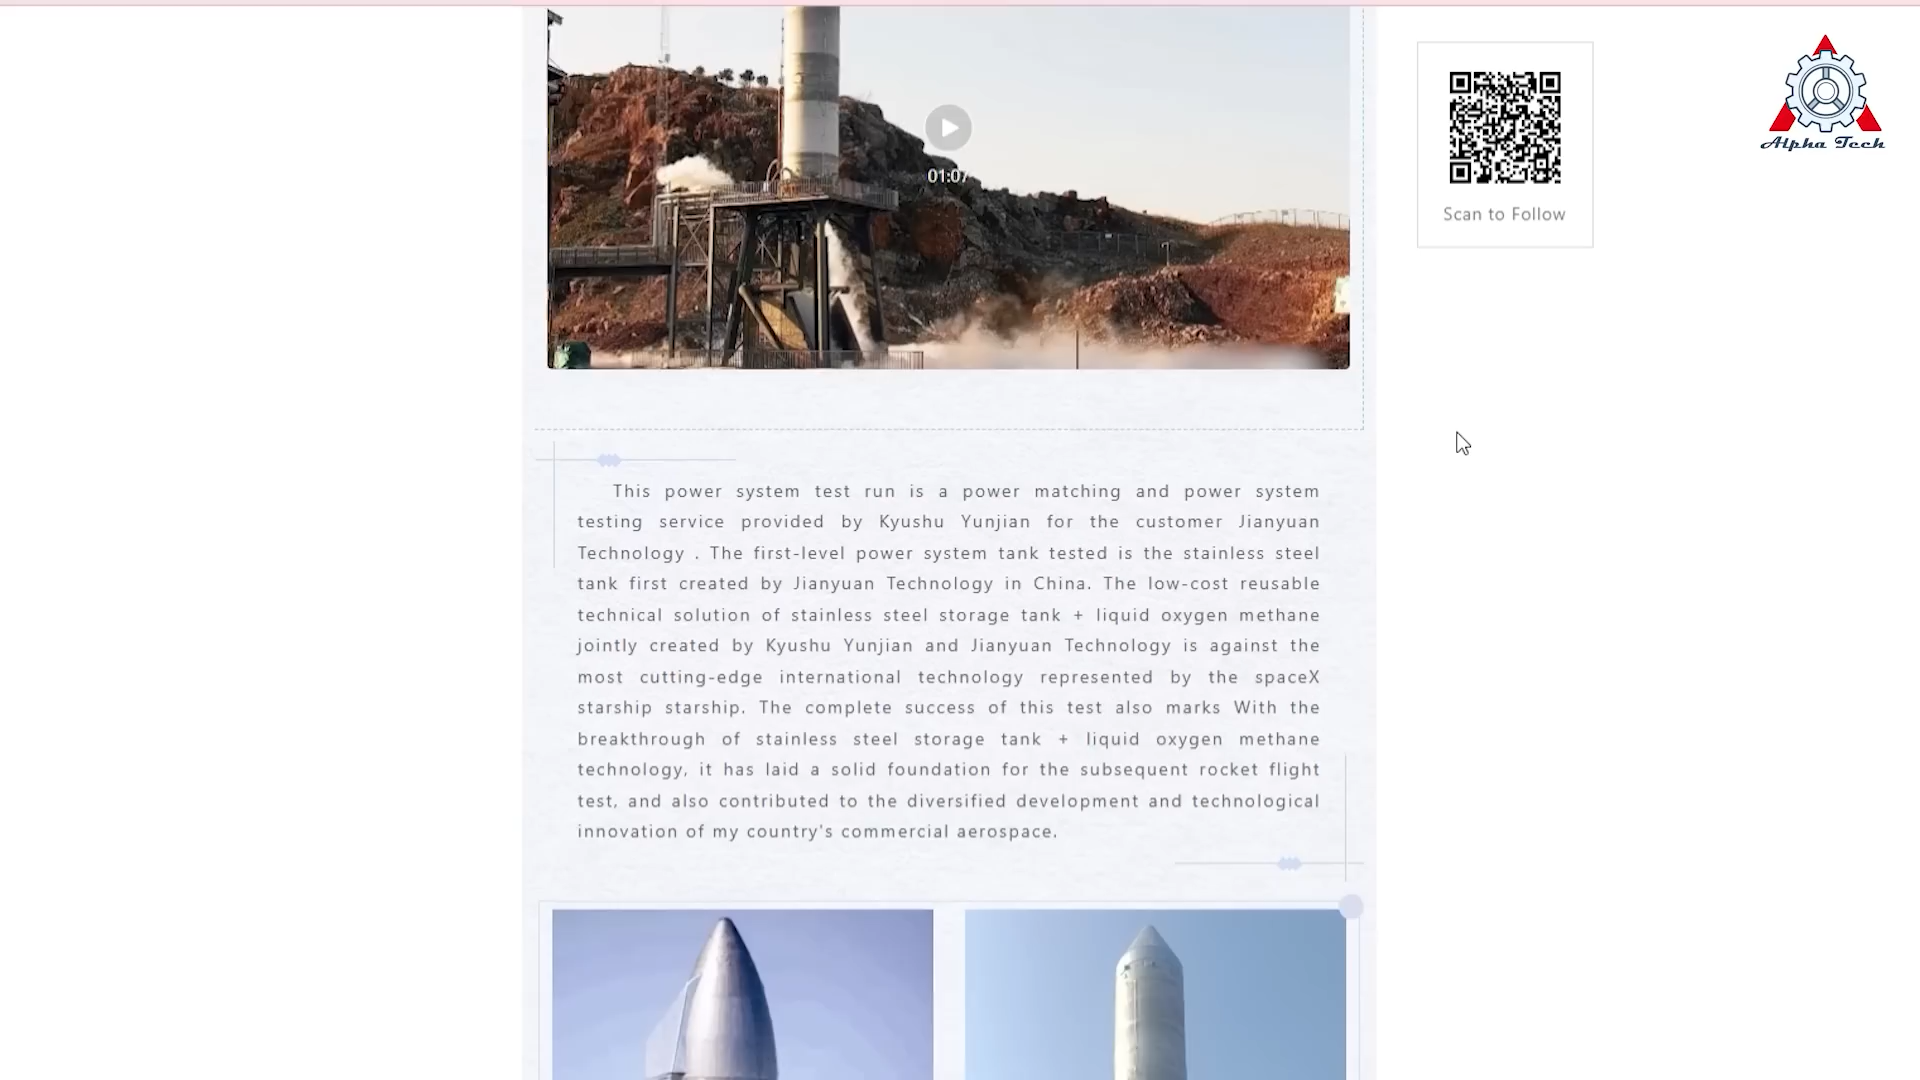 01:07
Scan to Follow
Alpha Tech
This power system test run is a power matching and power system
testing service provided by Kyushu Yunjian for the customer Jianyuan
Technology . The first-level power system tank tested is the stainless steel
tank first created by Jianyuan Technology in China. The low-cost reusable
technical solution of stainless steel storage tank + liquid oxygen methane
jointly created by Kyushu Yunjian and Jianyuan Technology is against the
most cutting-edge international technology represented by the spaceX
starship starship. The complete success of this test also marks With the
breakthrough of stainless steel storage tank + liquid oxygen methane
technology, it has laid a solid foundation for the subsequent rocket flight
test, and also contributed to the diversified development and technological
innovation of my country's commercial aerospace.